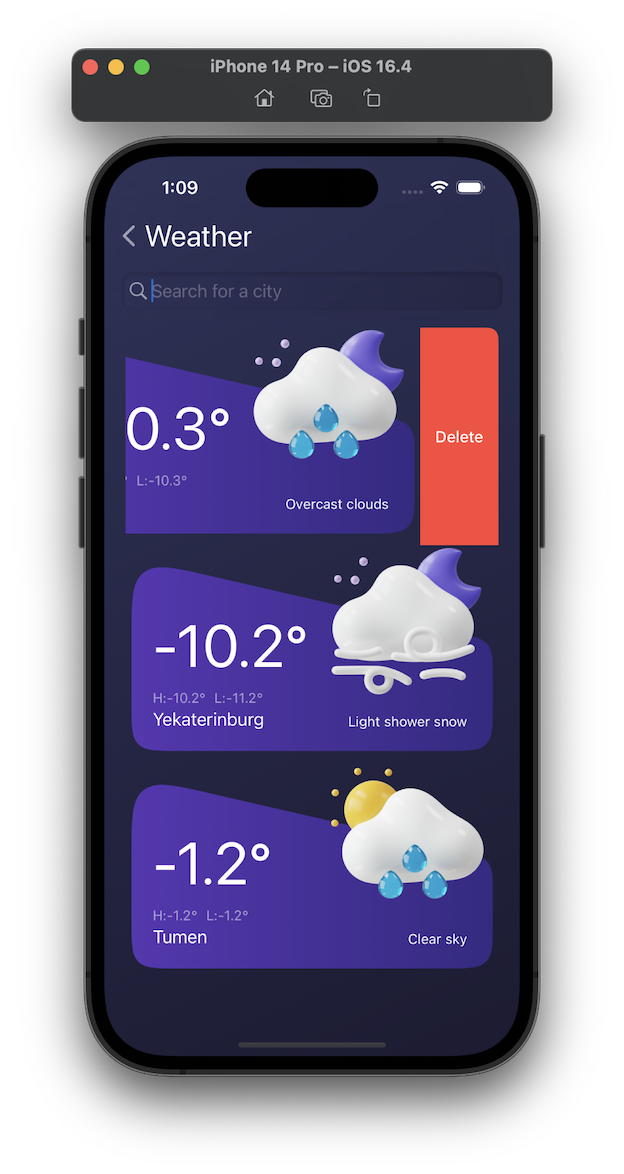 iPhone 14 Pro – iOS 16.4
1:09
Weather
Search for a city
0.3°
° L:-10.3°
Overcast clouds
Delete
-10.2°
H:-10.2° L:-11.2°
Yekaterinburg
Light shower snow
-1.2°
H:-1.2° L:-1.2°
Tumen
Clear sky